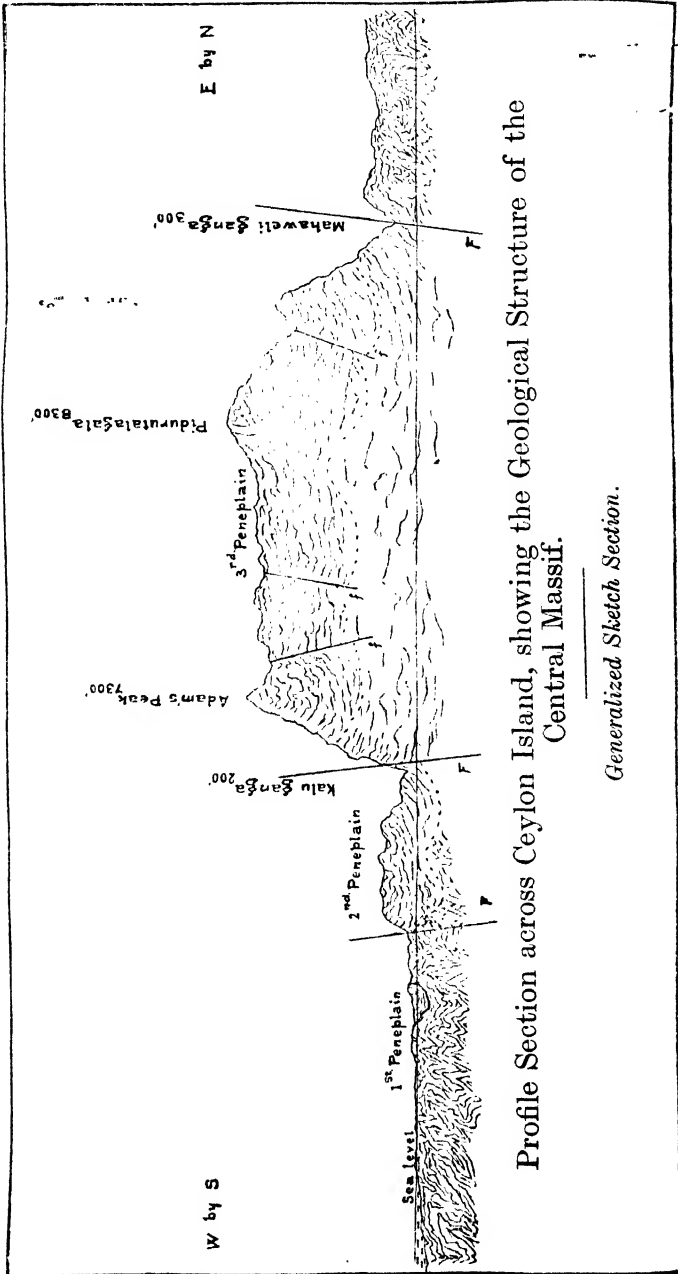 W by S
E by N
Adam's Peak 7300'
Pidurutalagala 8300'
Kalu ganga 200'
Mahaweli ganga 300'
3rd. Peneplain
2nd. Peneplain
1st. Peneplain
Sea level
f
f
f
F
F
F
Profile Section across Ceylon Island, showing the Geological Structure of the
Central Massif.
Generalized Sketch Section.